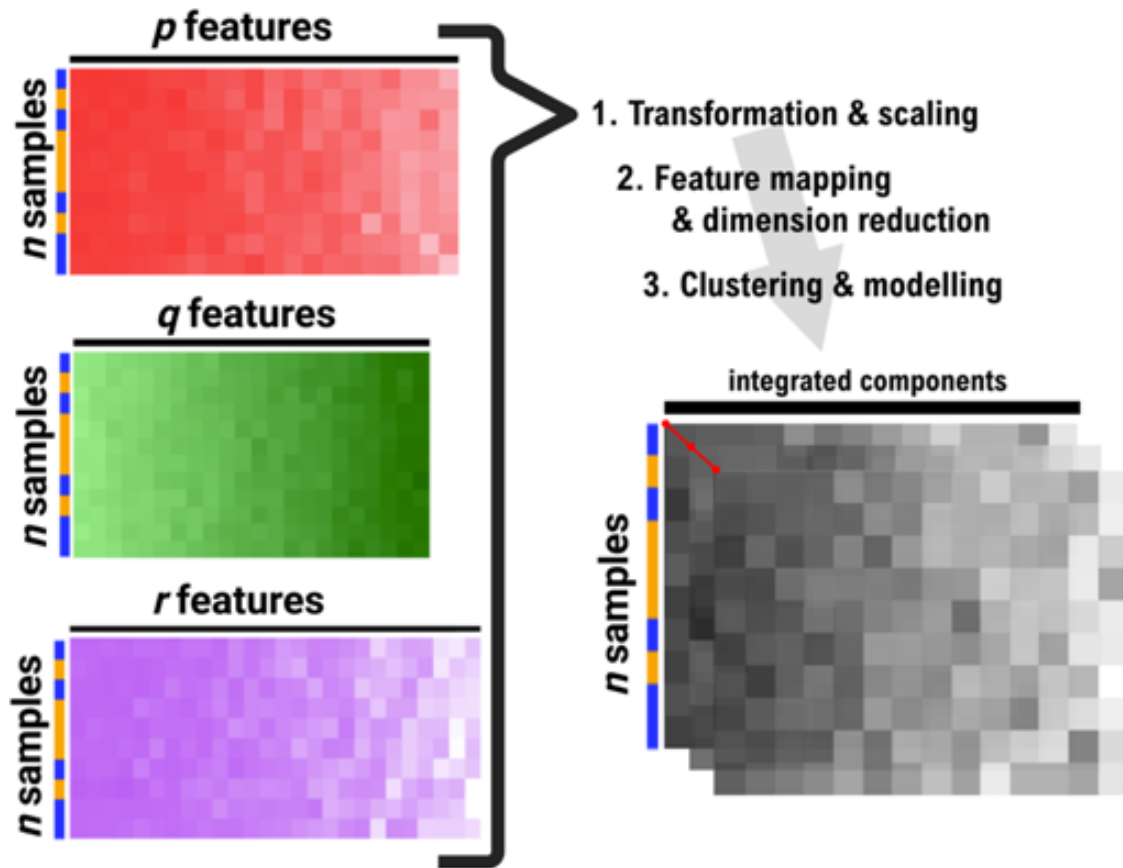 p features
n samples
q features
n samples
r features
n samples
1. Transformation & scaling
2. Feature mapping
& dimension reduction
3. Clustering & modelling
integrated components
n samples